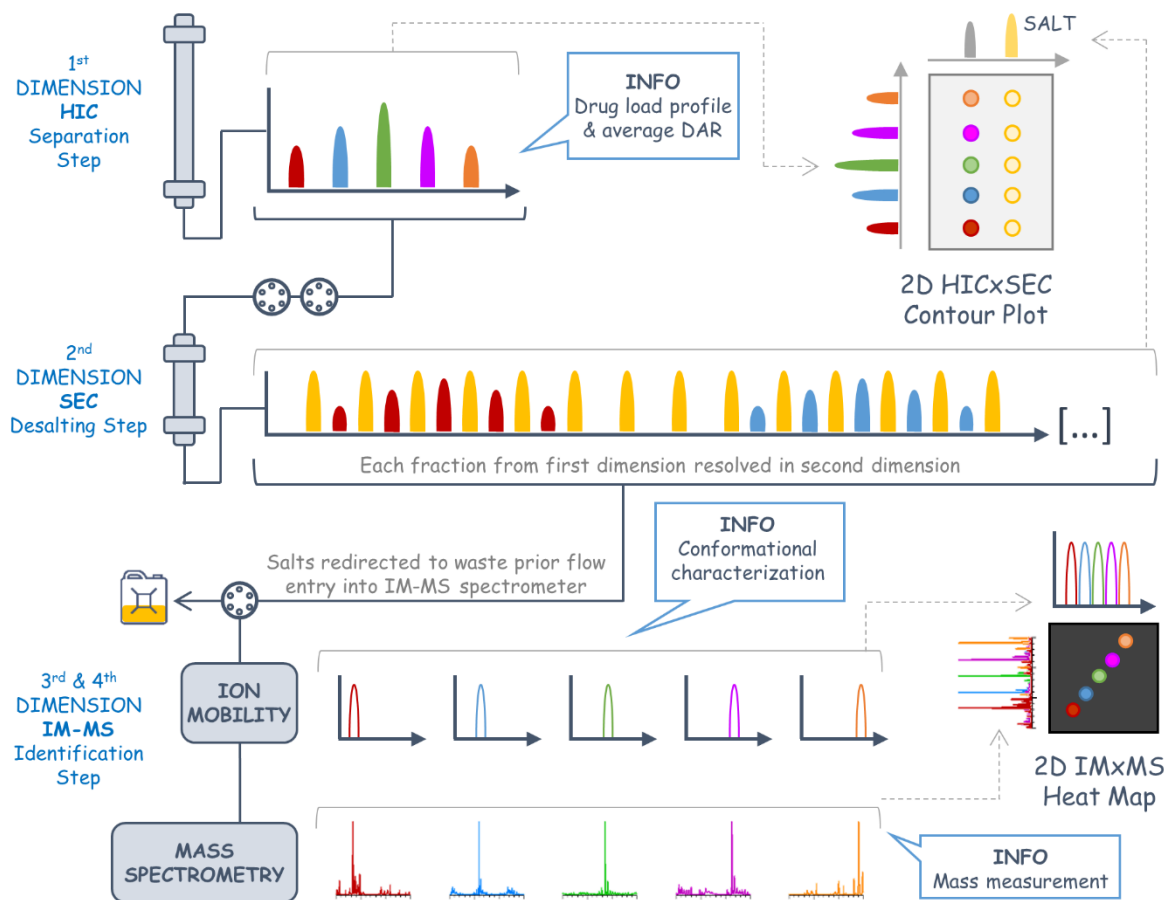 1st
DIMENSION
HIC
Separation
Step
INFO
Drug load profile
& average DAR
SALT
2D HICxSEC
Contour Plot
2nd
DIMENSION
SEC
Desalting Step
[...]
Each fraction from first dimension resolved in second dimension
INFO
Conformational
characterization
Salts redirected to waste prior flow
entry into IM-MS spectrometer
3rd & 4th
DIMENSION
IM-MS
Identification
Step
ION
MOBILITY
2D IMxMS
Heat Map
MASS
SPECTROMETRY
INFO
Mass measurement